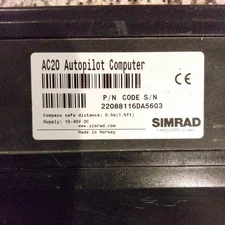 AC20 Autopilot Computer
CE
P/N CODE S/N
22088116DA5603
Compass safe distance: 0.5m(1.6ft)
Supply: 10-40V DC
www.simrad.com
Made in Norway
SIMRAD